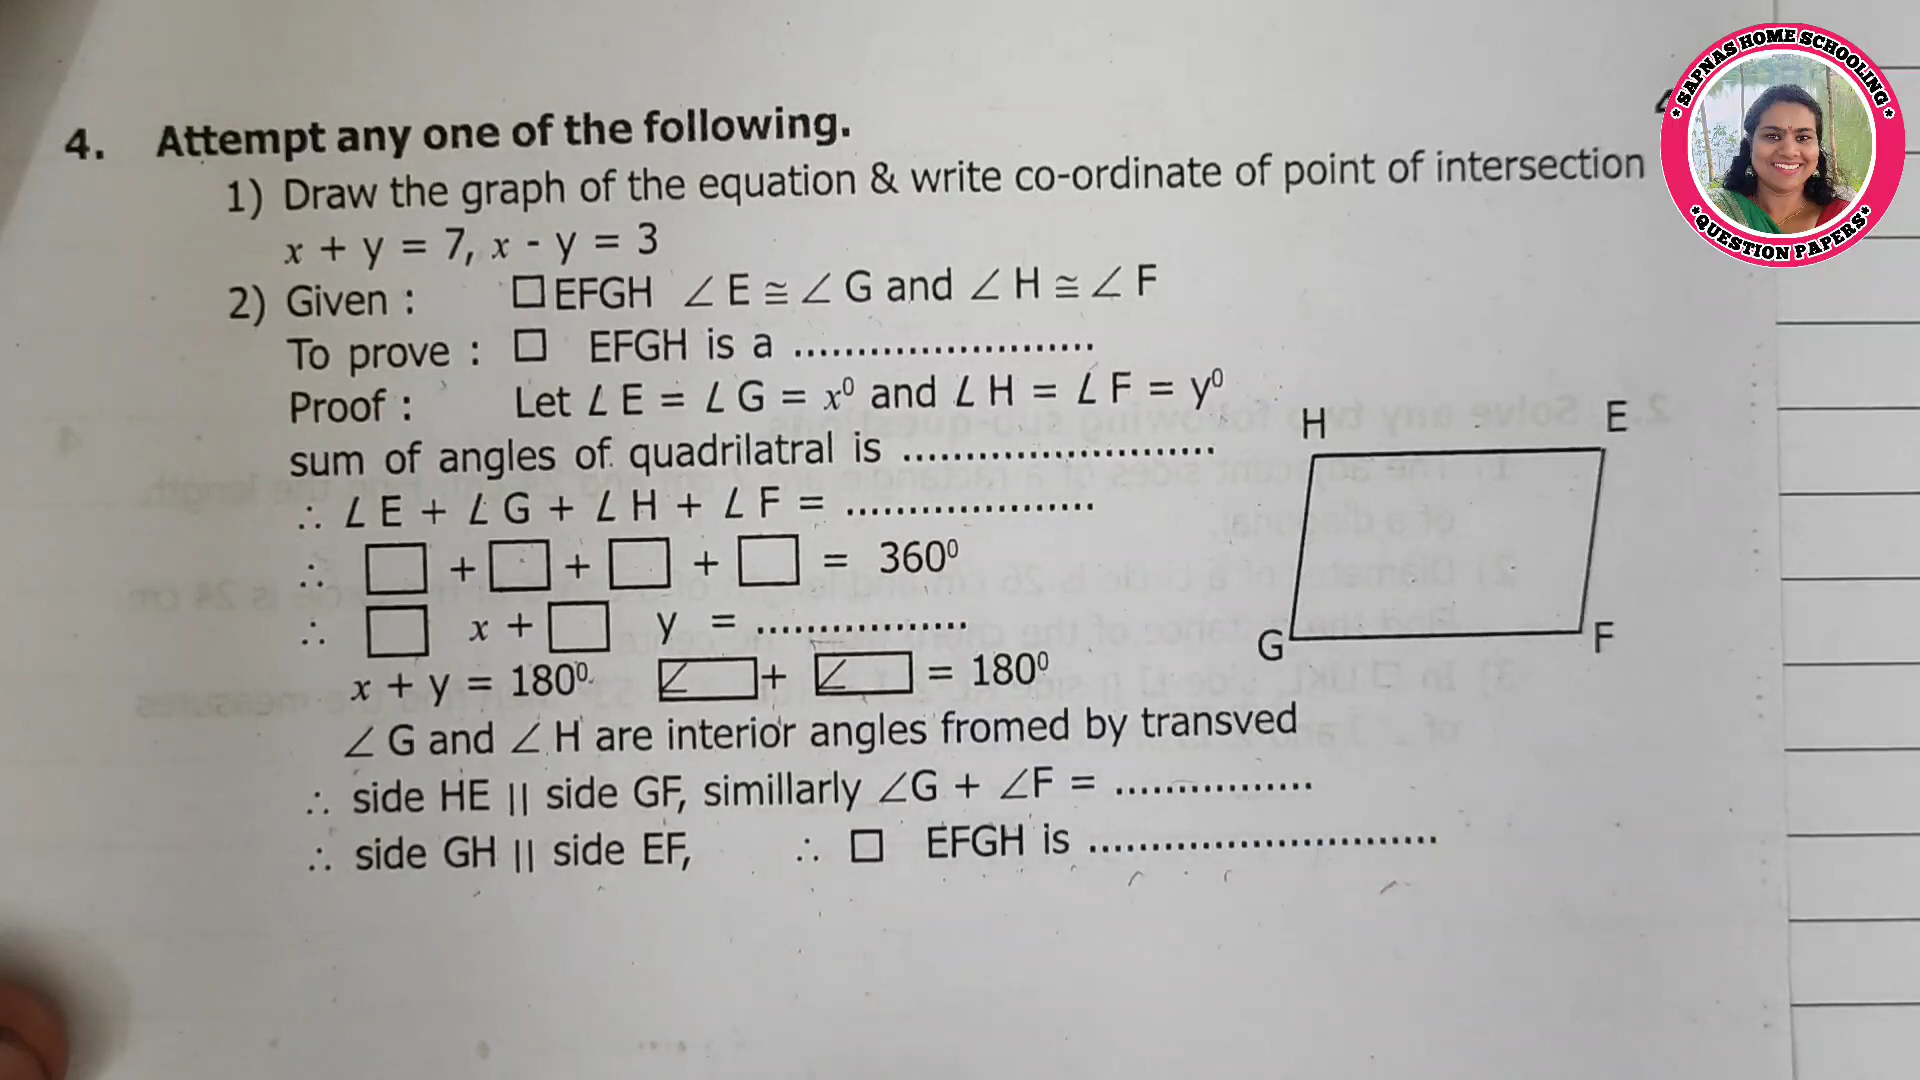 4. Attempt any one of the following.
1) Draw the graph of the equation & write co-ordinate of point of intersection
x + y = 7, x - y = 3
2) Given : □ EFGH ∠ E ≅ ∠ G and ∠ H ≅ ∠ F
To prove : □ EFGH is a ........................
Proof : Let ∠ E = ∠ G = x⁰ and ∠ H = ∠ F = y⁰
sum of angles of quadrilatral is .........................
∴ ∠ E + ∠ G + ∠ H + ∠ F = ....................
∴ □ + □ + □ + □ = 360⁰
∴ □ x + □ y = .................
x + y = 180⁰ ∠ + ∠ = 180⁰
∠ G and ∠ H are interior angles fromed by transved
∴ side HE || side GF, simillarly ∠G + ∠F = ................
∴ side GH || side EF, ∴ □ EFGH is ............................
H E
G F
*SAPNAS HOME SCHOOLING*
*QUESTION PAPERS*